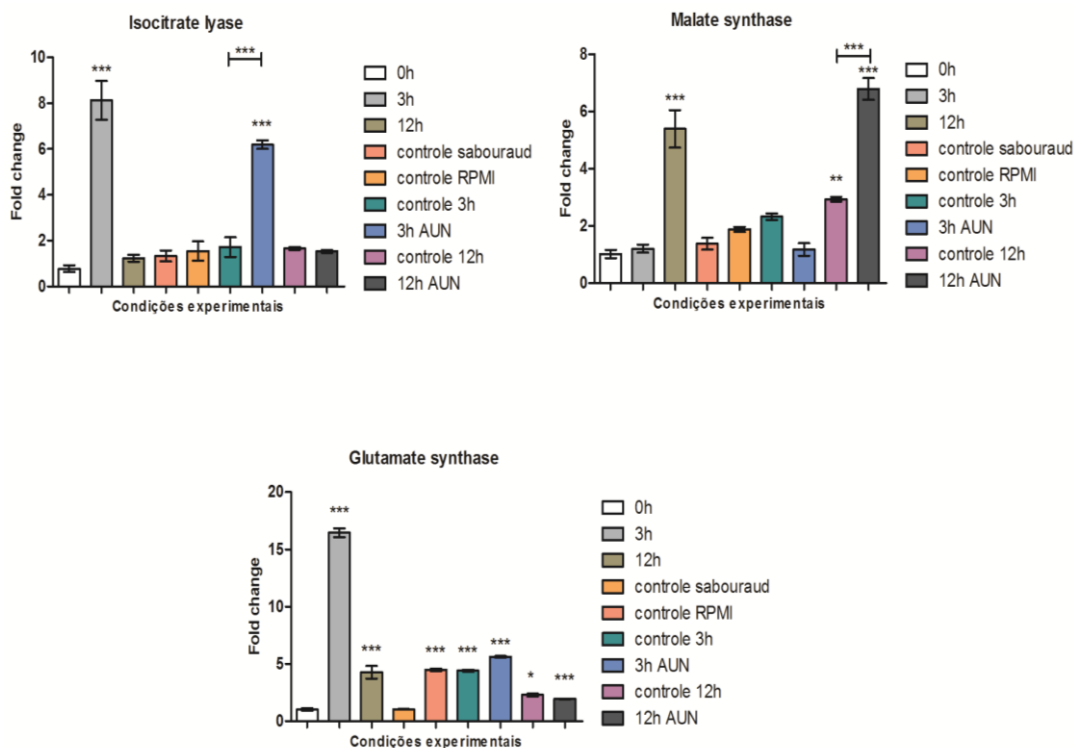 Isocitrate lyase
***
***
***
10
8
6
4
2
0
Fold change
Condições experimentais
0h
3h
12h
controle sabouraud
controle RPMI
controle 3h
3h AUN
controle 12h
12h AUN
Malate synthase
***
***
***
**
8
6
4
2
0
Fold change
Condições experimentais
0h
3h
12h
controle sabouraud
controle RPMI
controle 3h
3h AUN
controle 12h
12h AUN
Glutamate synthase
***
***
***
***
***
*
***
20
15
10
5
0
Fold change
Condições experimentais
0h
3h
12h
controle sabouraud
controle RPMI
controle 3h
3h AUN
controle 12h
12h AUN